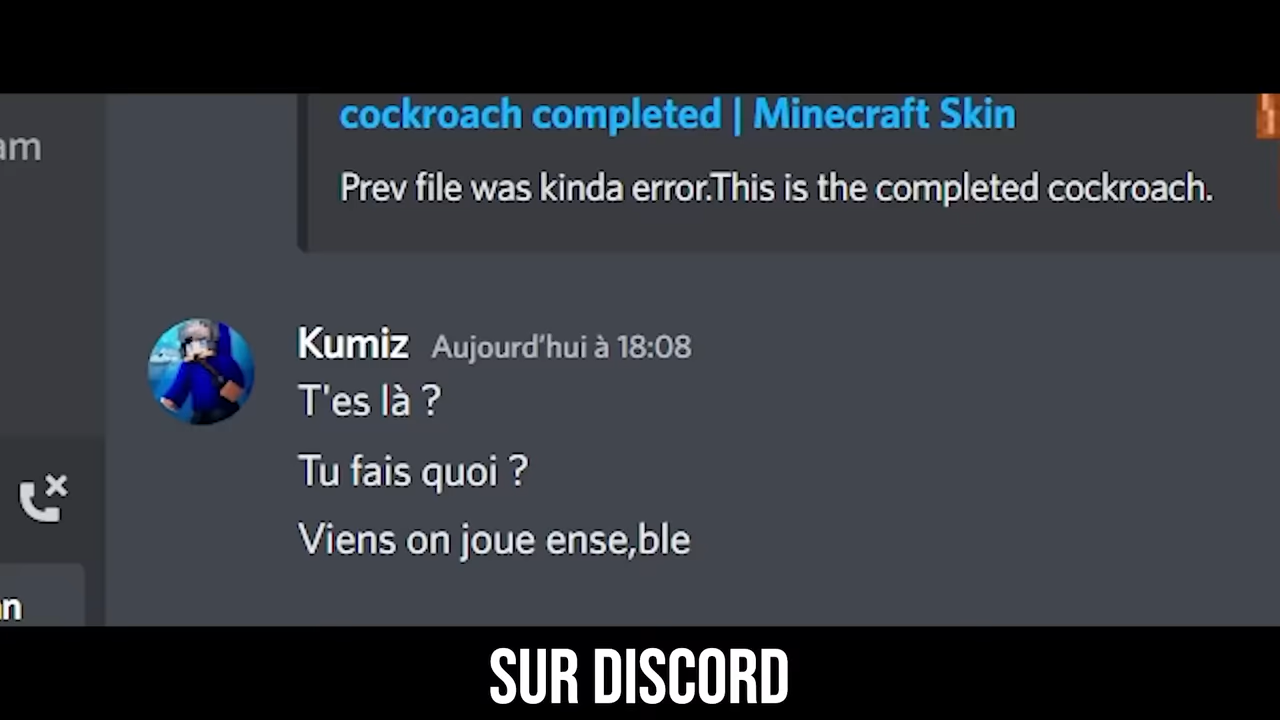 cockroach completed | Minecraft Skin
am
Prev file was kinda error.This is the completed cockroach.
Kumiz Aujourd'hui à 18:08
T'es là ?
Tu fais quoi ?
Viens on joue ense,ble
n
SUR DISCORD